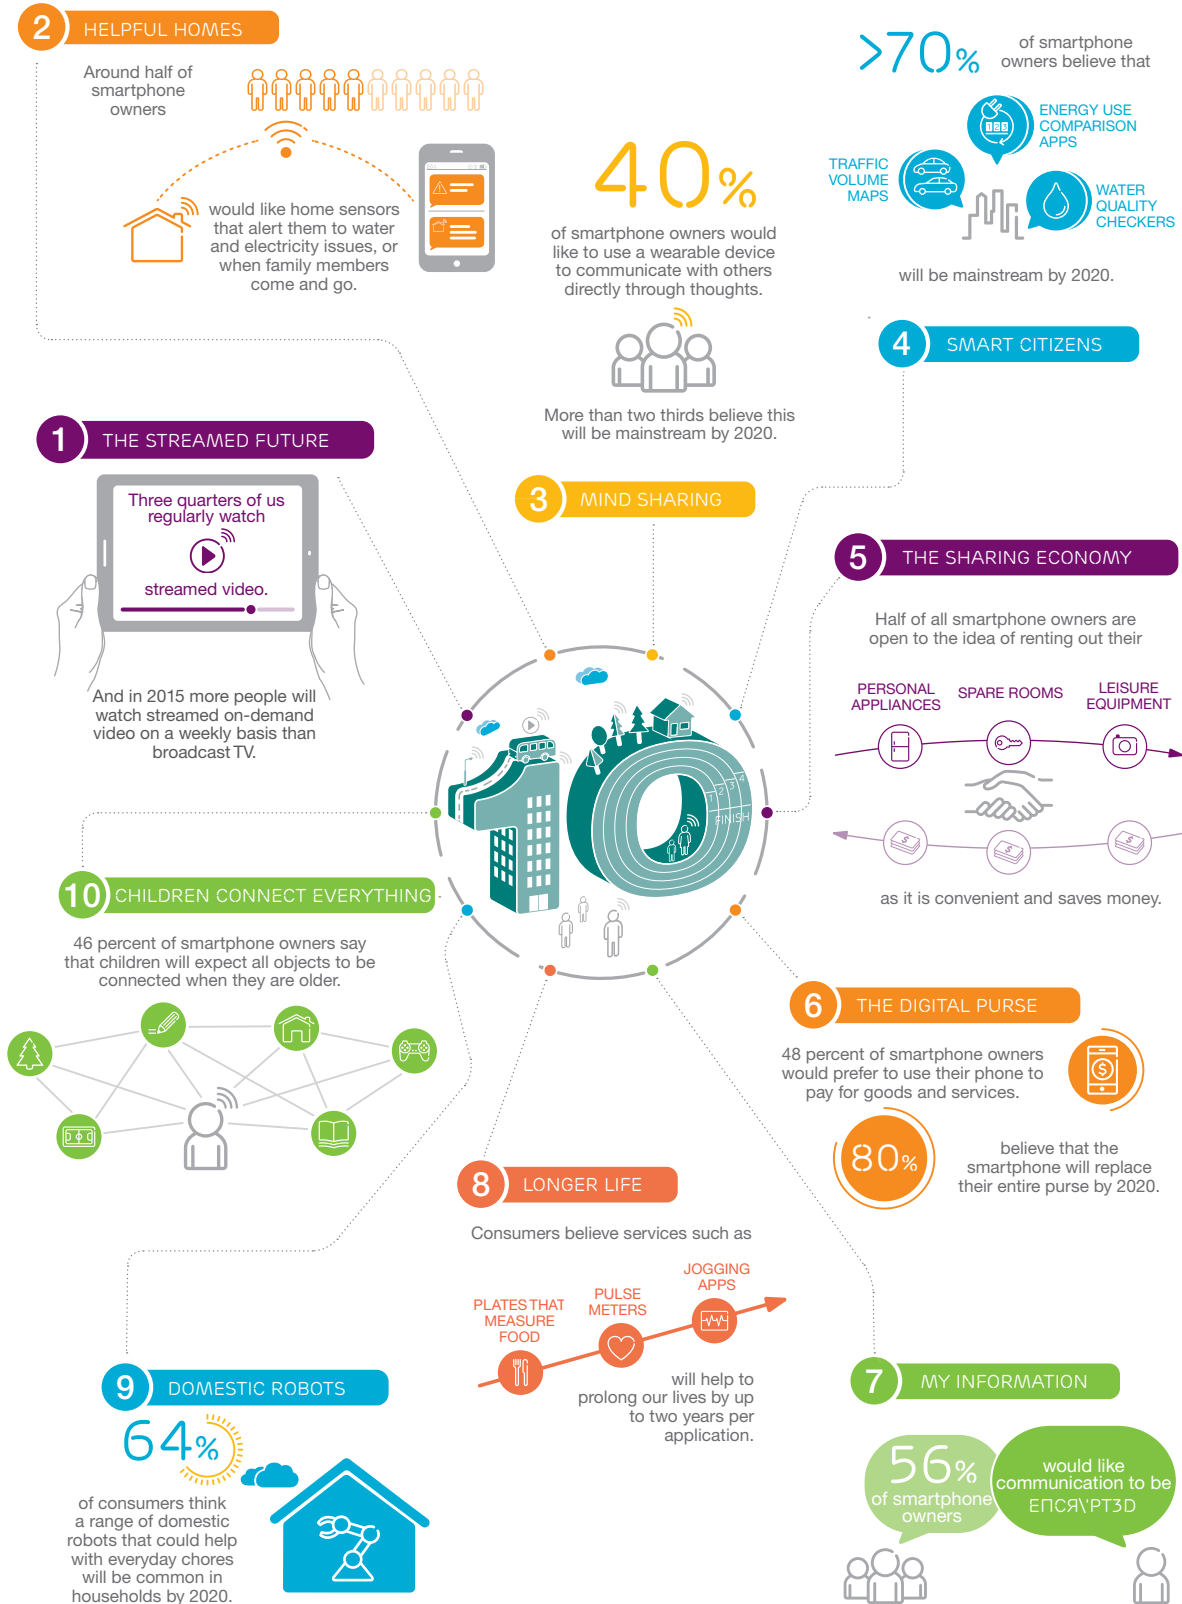 2 HELPFUL HOMES
Around half of
smartphone
owners
would like home sensors
that alert them to water
and electricity issues, or
when family members
come and go.
40%
of smartphone owners would
like to use a wearable device
to communicate with others
directly through thoughts.
More than two thirds believe this
will be mainstream by 2020.
3 MIND SHARING
>70% of smartphone
owners believe that
ENERGY USE
COMPARISON
APPS
123
TRAFFIC
VOLUME
MAPS
WATER
QUALITY
CHECKERS
will be mainstream by 2020.
4 SMART CITIZENS
1 THE STREAMED FUTURE
Three quarters of us
regularly watch
streamed video.
And in 2015 more people will
watch streamed on-demand
video on a weekly basis than
broadcast TV.
5 THE SHARING ECONOMY
Half of all smartphone owners are
open to the idea of renting out their
PERSONAL
APPLIANCES
SPARE ROOMS
LEISURE
EQUIPMENT
$
$
$
as it is convenient and saves money.
10
1 2 3 4
FINISH
10 CHILDREN CONNECT EVERYTHING
46 percent of smartphone owners say
that children will expect all objects to be
connected when they are older.
6 THE DIGITAL PURSE
48 percent of smartphone owners
would prefer to use their phone to
pay for goods and services.
$
80%
believe that the
smartphone will replace
their entire purse by 2020.
8 LONGER LIFE
Consumers believe services such as
PLATES THAT
MEASURE
FOOD
PULSE
METERS
JOGGING
APPS
will help to
prolong our lives by up
to two years per
application.
9 DOMESTIC ROBOTS
64%
of consumers think
a range of domestic
robots that could help
with everyday chores
will be common in
households by 2020.
7 MY INFORMATION
56%
of smartphone
owners
would like
communication to be
EПCЯ\'PT3D